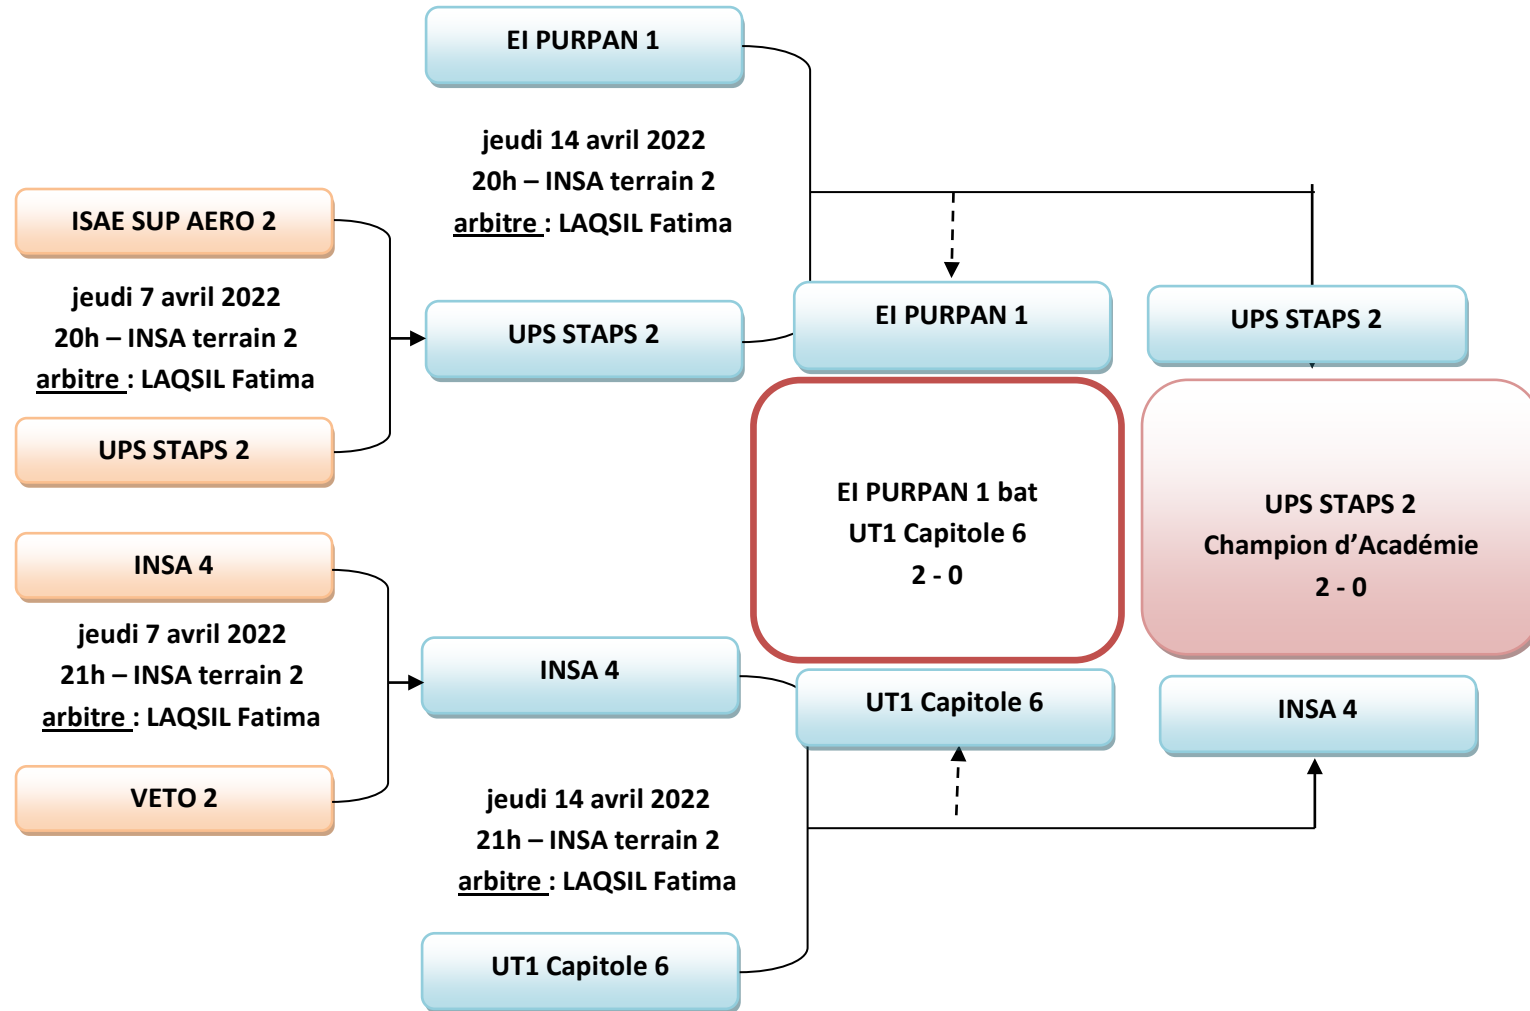 ISAE SUP AERO 2
jeudi 7 avril 2022
20h – INSA terrain 2
arbitre : LAQSIL Fatima
UPS STAPS 2
INSA 4
jeudi 7 avril 2022
21h – INSA terrain 2
arbitre : LAQSIL Fatima
VETO 2
EI PURPAN 1
jeudi 14 avril 2022
20h – INSA terrain 2
arbitre : LAQSIL Fatima
UPS STAPS 2
INSA 4
jeudi 14 avril 2022
21h – INSA terrain 2
arbitre : LAQSIL Fatima
UT1 Capitole 6
EI PURPAN 1
EI PURPAN 1 bat
UT1 Capitole 6
2 - 0
UT1 Capitole 6
UPS STAPS 2
UPS STAPS 2
Champion d’Académie
2 - 0
INSA 4